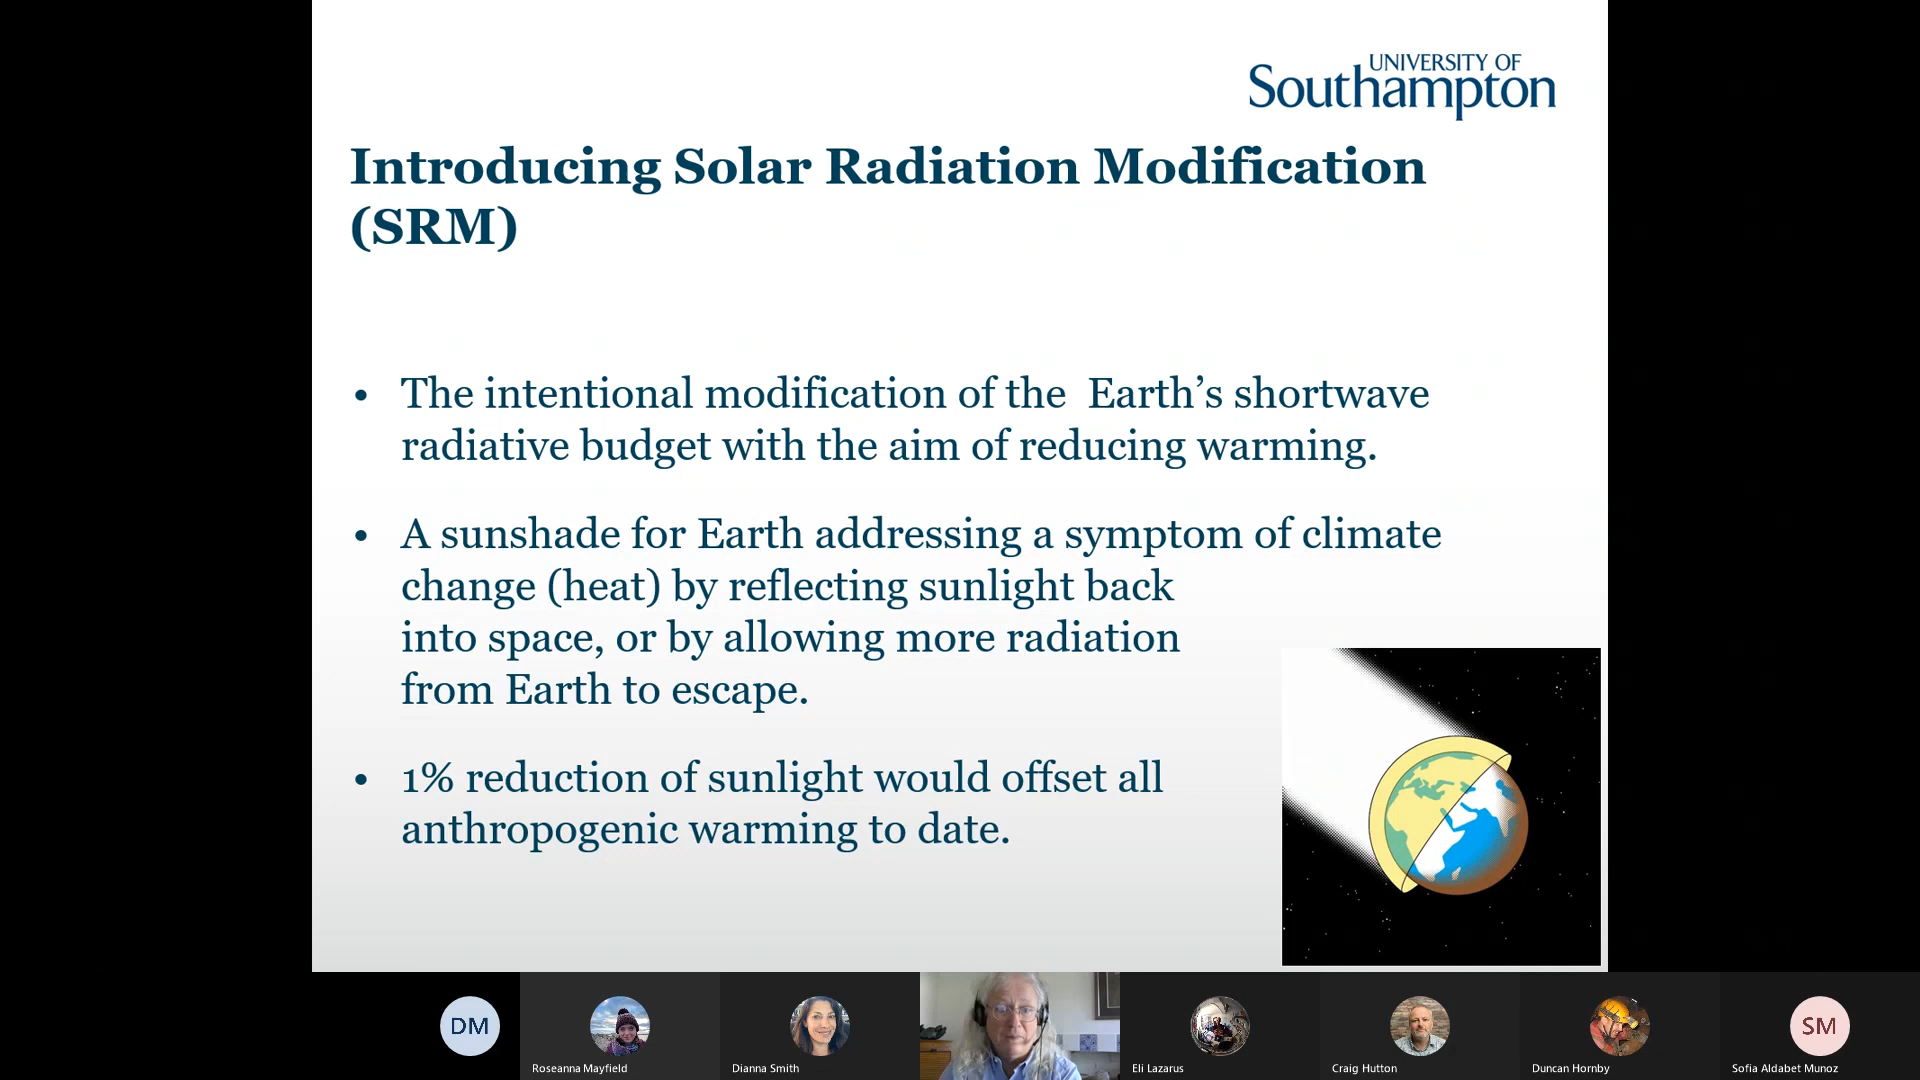 UNIVERSITY OF
Southampton
Introducing Solar Radiation Modification
(SRM)
• The intentional modification of the  Earth’s shortwave
radiative budget with the aim of reducing warming.
• A sunshade for Earth addressing a symptom of climate
change (heat) by reflecting sunlight back
into space, or by allowing more radiation
from Earth to escape.
• 1% reduction of sunlight would offset all
anthropogenic warming to date.
DM
SM
Roseanna Mayfield
Dianna Smith
Eli Lazarus
Craig Hutton
Duncan Hornby
Sofia Aldabet Munoz